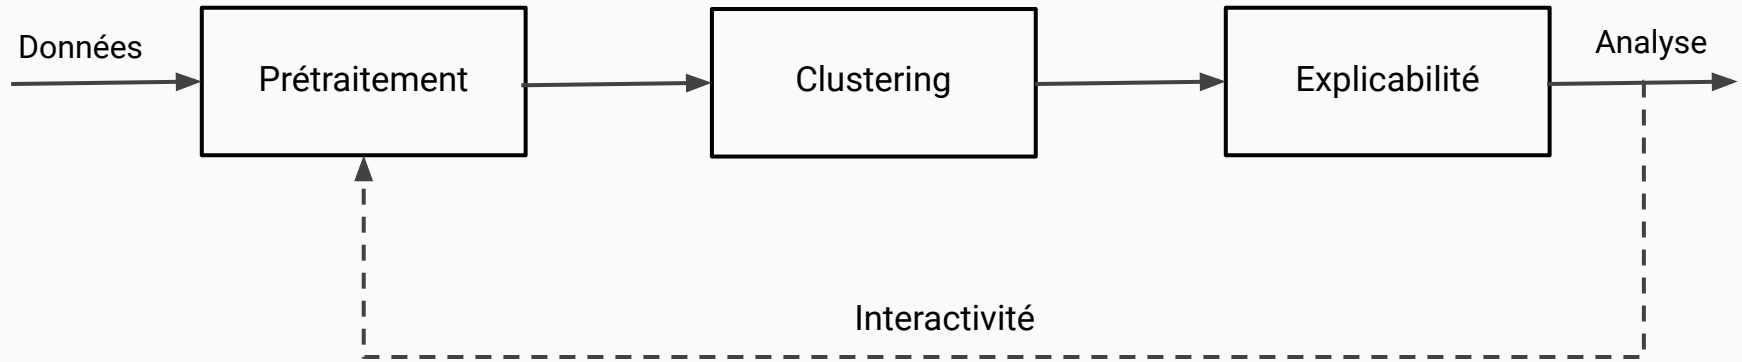 Données
Prétraitement
Clustering
Explicabilité
Analyse
Interactivité